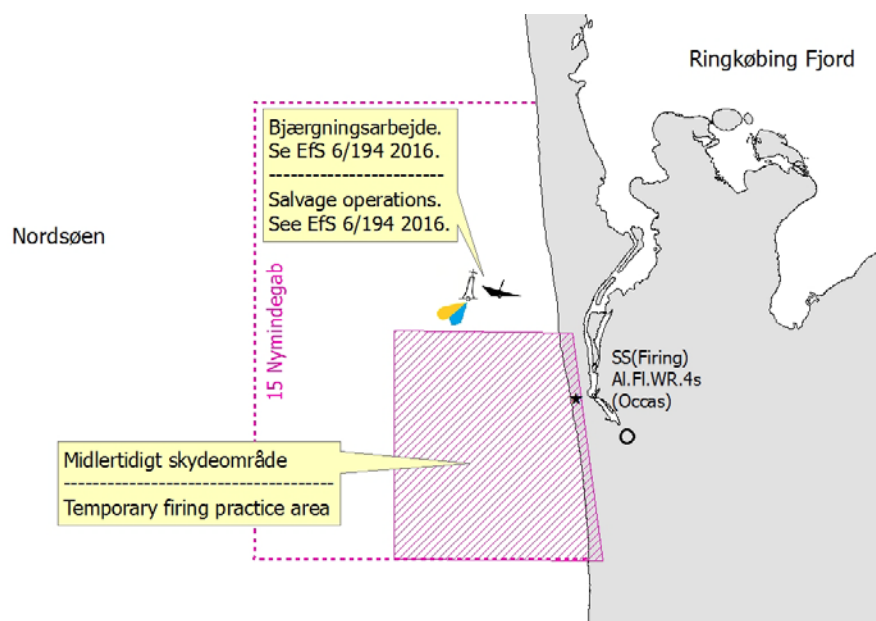 Ringkøbing Fjord
Bjærgningsarbejde.
Se EfS 6/194 2016.
------------------------
Salvage operations.
See EfS 6/194 2016.
Nordsøen
15 Nymindegab
SS(Firing)
Al.Fl.WR.4s
(Occas)
Midlertidigt skydeområde
------------------------------------
Temporary firing practice area